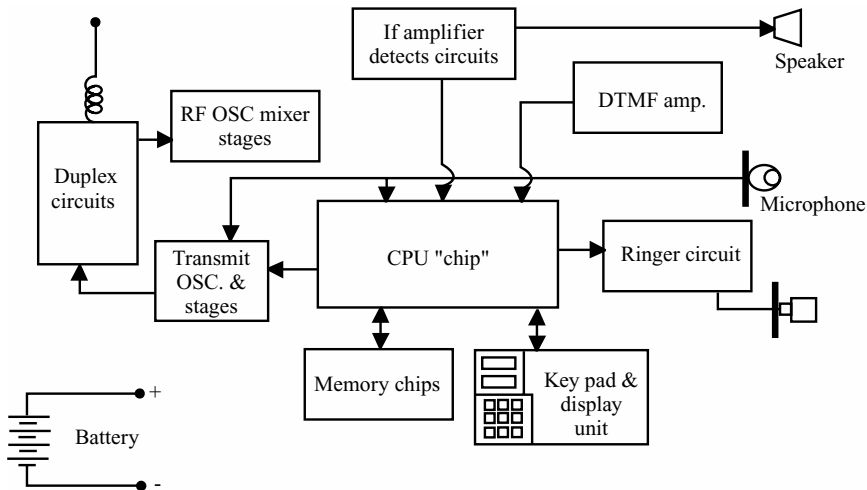 If amplifier
detects circuits
Speaker
RF OSC mixer
stages
DTMF amp.
Duplex
circuits
Microphone
Transmit
OSC. &
stages
CPU "chip"
Ringer circuit
Memory chips
Key pad &
display
unit
+
Battery
-